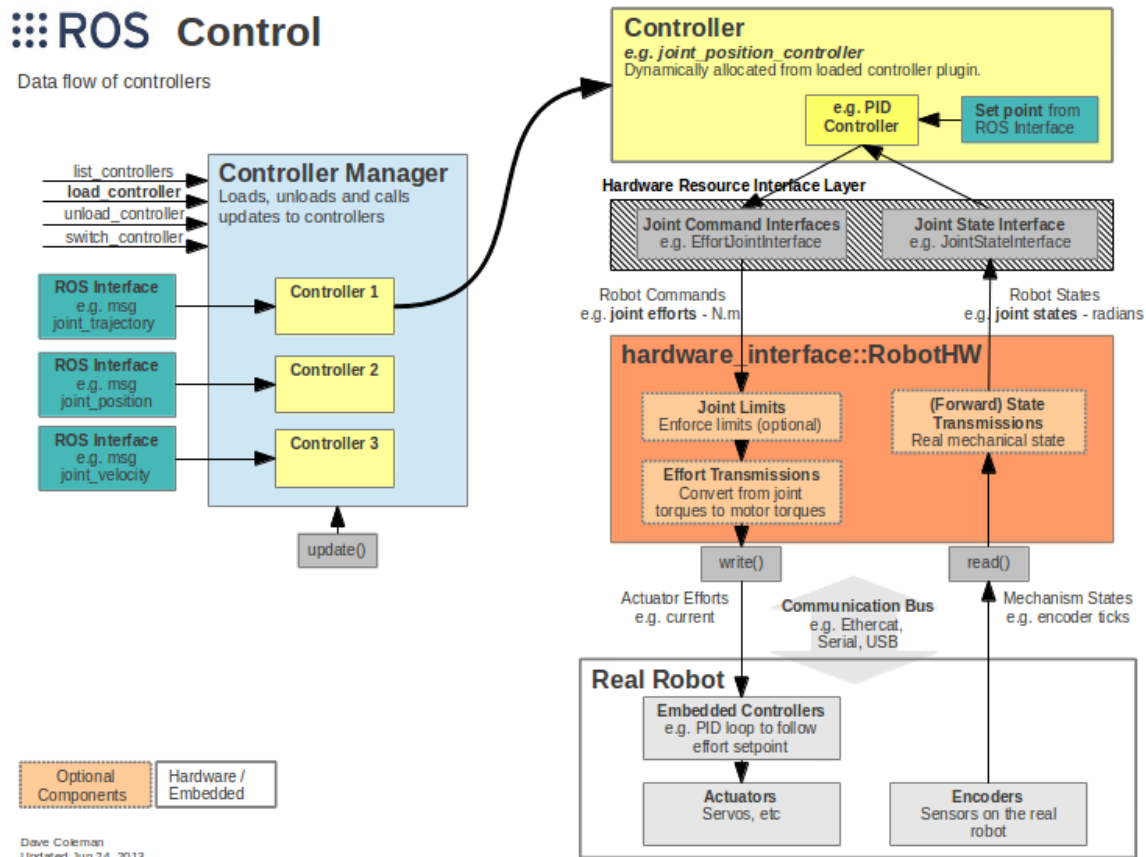 ROS Control
Data flow of controllers
list_controllers
load_controller
unload_controller
switch_controller
Controller Manager
Loads, unloads and calls
updates to controllers
ROS Interface
e.g. msg
joint_trajectory
Controller 1
ROS Interface
e.g. msg
joint_position
Controller 2
ROS Interface
e.g. msg
joint_velocity
Controller 3
update()
Controller
e.g. joint_position_controller
Dynamically allocated from loaded controller plugin.
e.g. PID
Controller
Set point from
ROS Interface
Hardware Resource Interface Layer
Joint Command Interfaces
e.g. EffortJointInterface
Joint State Interface
e.g. JointStateInterface
Robot Commands
e.g. joint efforts - N.m
Robot States
e.g. joint states - radians
hardware_interface::RobotHW
Joint Limits
Enforce limits (optional)
Effort Transmissions
Convert from joint
torques to motor torques
(Forward) State
Transmissions
Real mechanical state
write()
read()
Actuator Efforts
e.g. current
Communication Bus
e.g. Ethercat,
Serial, USB
Mechanism States
e.g. encoder ticks
Real Robot
Embedded Controllers
e.g. PID loop to follow
effort setpoint
Actuators
Servos, etc
Encoders
Sensors on the real
robot
Optional
Components
Hardware /
Embedded
Dave Coleman
Updated Jun 24, 2013